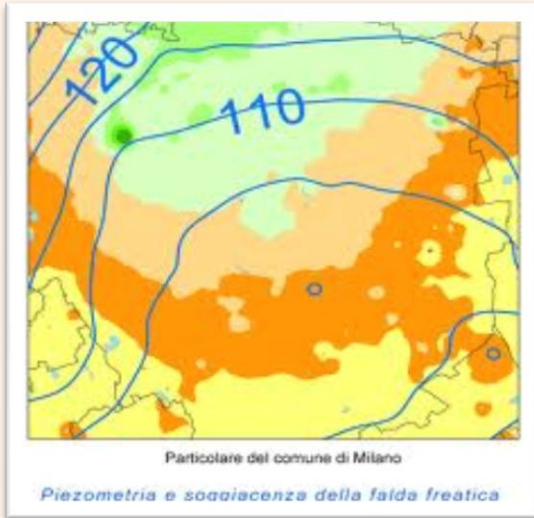 120
110
Particolare del comune di Milano
Piezometria e soggiacenza della falda freatica